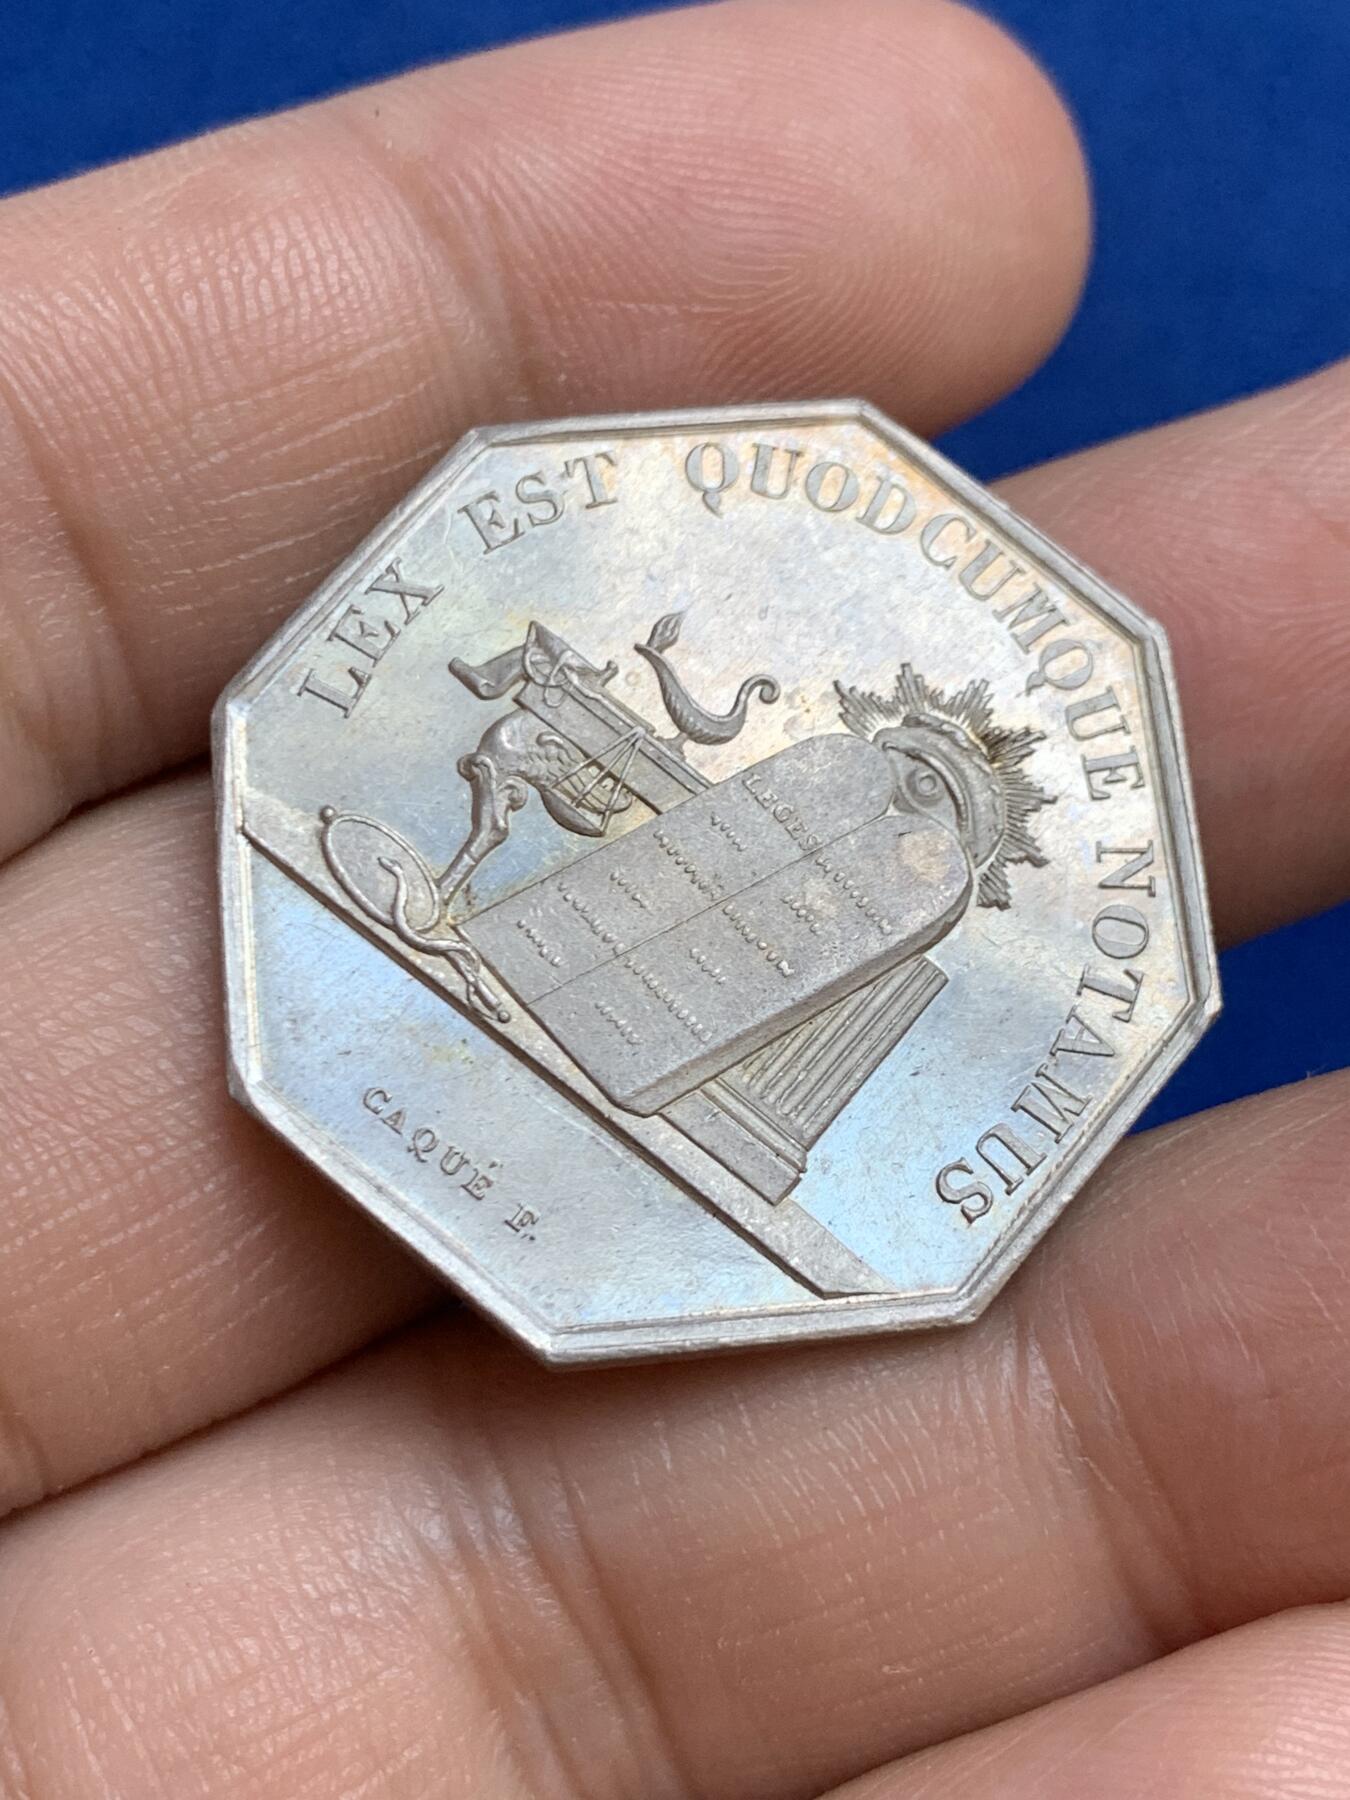 LEX EST QUODCUMQUE NOTAMUS
LEGES
CAQUÉ F.